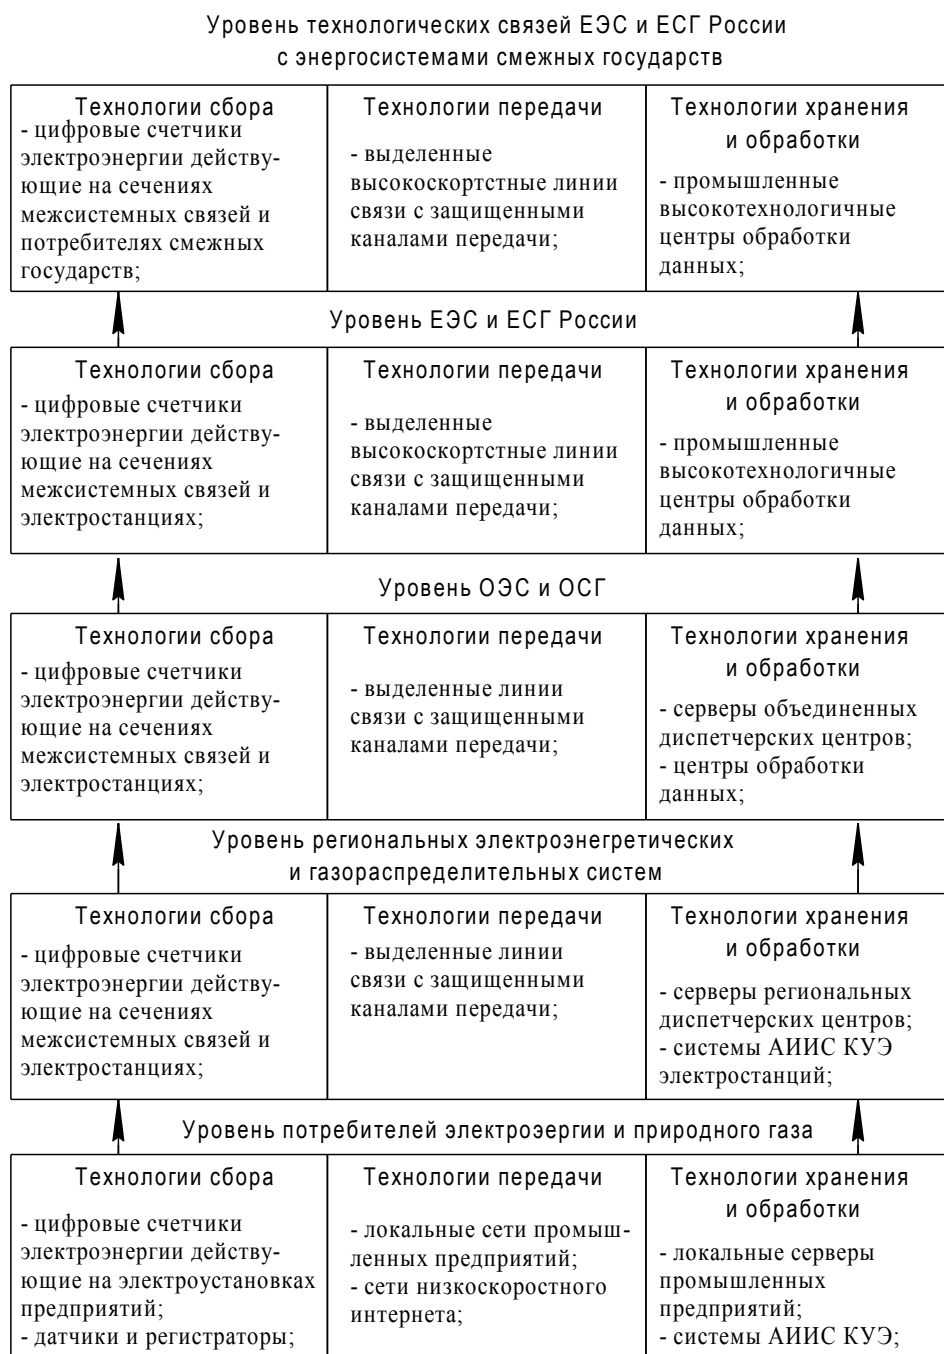 Уровень технологических связей ЕЭС и ЕСГ России
с энергосистемами смежных государств
Технологии сбора
- цифровые счетчики
электроэнергии действу-
ющие на сечениях
межсистемных связей и
потребителях смежных
государств;
Технологии передачи
- выделенные
высокоскортстные линии
связи с защищенными
каналами передачи;
Технологии хранения
и обработки
- промышленные
высокотехнологичные
центры обработки
данных;
Уровень ЕЭС и ЕСГ России
Технологии сбора
- цифровые счетчики
электроэнергии действу-
ющие на сечениях
межсистемных связей и
электростанциях;
Технологии передачи
- выделенные
высокоскортстные линии
связи с защищенными
каналами передачи;
Технологии хранения
и обработки
- промышленные
высокотехнологичные
центры обработки
данных;
Уровень ОЭС и ОСГ
Технологии сбора
- цифровые счетчики
электроэнергии действу-
ющие на сечениях
межсистемных связей и
электростанциях;
Технологии передачи
- выделенные линии
связи с защищенными
каналами передачи;
Технологии хранения
и обработки
- серверы объединенных
диспетчерских центров;
- центры обработки
данных;
Уровень региональных электроэнегретических
и газораспределительных систем
Технологии сбора
- цифровые счетчики
электроэнергии действу-
ющие на сечениях
межсистемных связей и
электростанциях;
Технологии передачи
- выделенные линии
связи с защищенными
каналами передачи;
Технологии хранения
и обработки
- серверы региональных
диспетчерских центров;
- системы АИИС КУЭ
электростанций;
Уровень потребителей электроэргии и природного газа
Технологии сбора
- цифровые счетчики
электроэнергии действу-
ющие на электроустановках
предприятий;
- датчики и регистраторы;
Технологии передачи
- локальные сети промыш-
ленных предприятий;
- сети низкоскоростного
интернета;
Технологии хранения
и обработки
- локальные серверы
промышленных
предприятий;
- системы АИИС КУЭ;